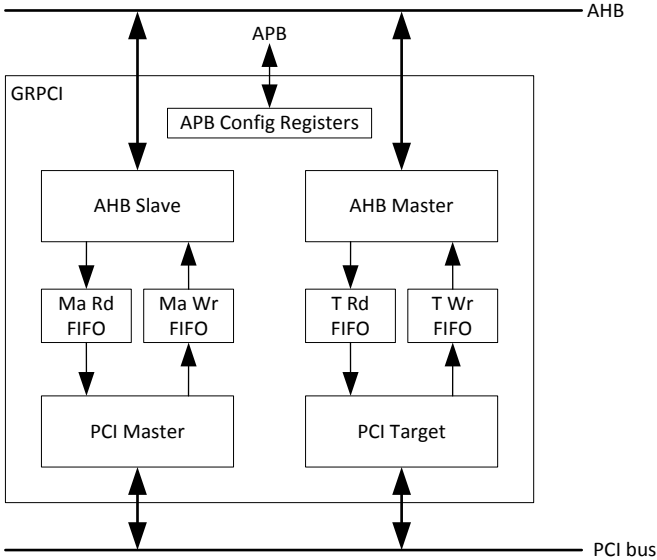 AHB
APB
GRPCI
APB Config Registers
AHB Slave
AHB Master
Ma Rd
FIFO
Ma Wr
FIFO
T Rd
FIFO
T Wr
FIFO
PCI Master
PCI Target
PCI bus